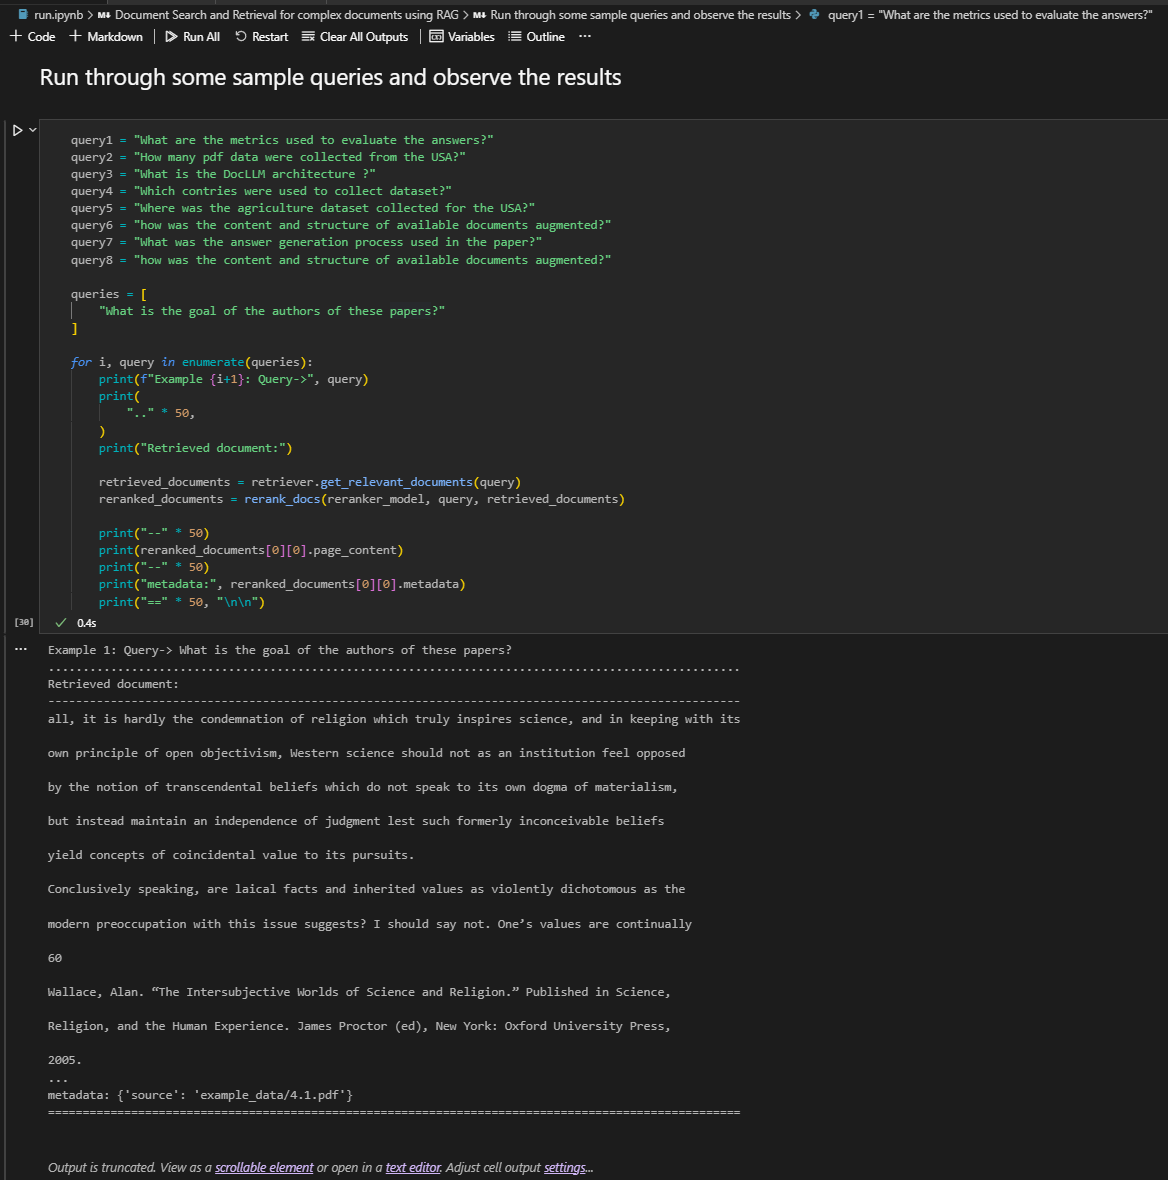 run.ipynb > M↓ Document Search and Retrieval for complex documents using RAG > M↓ Run through some sample queries and observe the results > query1 = "What are the metrics used to evaluate the answers?"
+ Code + Markdown | Run All Restart Clear All Outputs | Variables Outline ...
Run through some sample queries and observe the results
query1 = "What are the metrics used to evaluate the answers?"
query2 = "How many pdf data were collected from the USA?"
query3 = "What is the DocLLM architecture ?"
query4 = "Which contries were used to collect dataset?"
query5 = "Where was the agriculture dataset collected for the USA?"
query6 = "how was the content and structure of available documents augmented?"
query7 = "What was the answer generation process used in the paper?"
query8 = "how was the content and structure of available documents augmented?"
queries = [
    "What is the goal of the authors of these papers?"
]
for i, query in enumerate(queries):
    print(f"Example {i+1}: Query->", query)
    print(
        ".." * 50,
    )
    print("Retrieved document:")
    retrieved_documents = retriever.get_relevant_documents(query)
    reranked_documents = rerank_docs(reranker_model, query, retrieved_documents)
    print("--" * 50)
    print(reranked_documents[0][0].page_content)
    print("--" * 50)
    print("metadata:", reranked_documents[0][0].metadata)
    print("==" * 50, "\n\n")
[30] ✓ 0.4s
... Example 1: Query-> What is the goal of the authors of these papers?
....................................................................................................
Retrieved document:
----------------------------------------------------------------------------------------------------
all, it is hardly the condemnation of religion which truly inspires science, and in keeping with its
own principle of open objectivism, Western science should not as an institution feel opposed
by the notion of transcendental beliefs which do not speak to its own dogma of materialism,
but instead maintain an independence of judgment lest such formerly inconceivable beliefs
yield concepts of coincidental value to its pursuits.
Conclusively speaking, are laical facts and inherited values as violently dichotomous as the
modern preoccupation with this issue suggests? I should say not. One’s values are continually
60
Wallace, Alan. “The Intersubjective Worlds of Science and Religion.” Published in Science,
Religion, and the Human Experience. James Proctor (ed), New York: Oxford University Press,
2005.
...
metadata: {'source': 'example_data/4.1.pdf'}
====================================================================================================
Output is truncated. View as a scrollable element or open in a text editor. Adjust cell output settings...